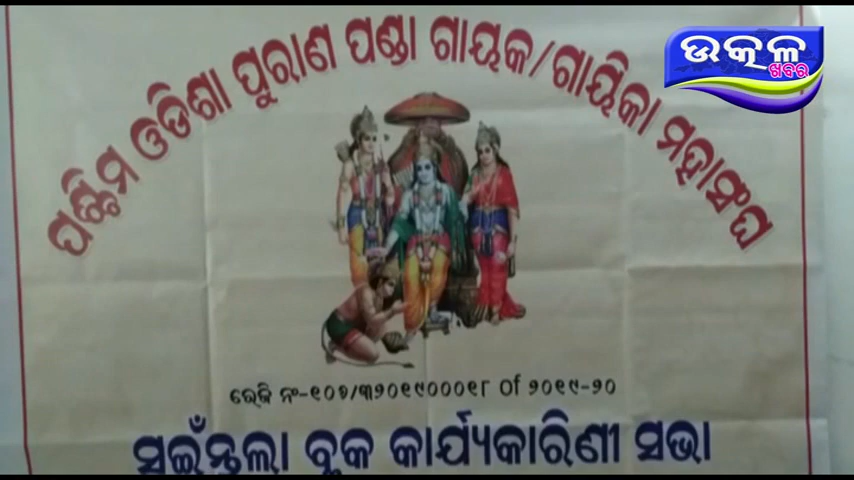 ପଶ୍ଚିମ ଓଡିଶା ପୁରାଣ ପଣ୍ଡା ଗାୟକ/ଗାୟିକା ମହାସଂଘ
ଉତ୍କଳ
ଖବର
ରେଜି ନଂ-୧୦୭/୩୨୦୧୯୦୦୦୧୮ Of ୨୦୧୯-୨୦
ସଇଁନ୍ତଲା ବ୍ଲକ କାର୍ଯ୍ୟକାରିଣୀ ସଭା